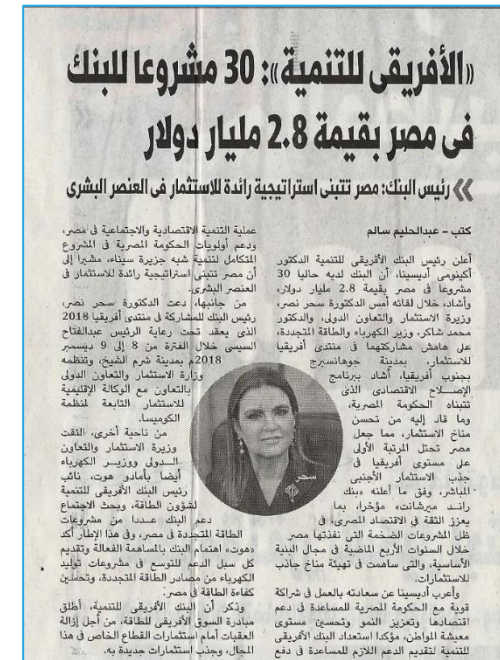 «الأفريقى للتنمية»: 30 مشروعا للبنك
فى مصر بقيمة 2.8 مليار دولار
رئيس البنك: مصر تتبنى استراتيجية رائدة للاستثمار فى العنصر البشرى
كتب - عبدالحليم سالم
أعلن رئيس البنك الأفريقى للتنمية الدكتور
أكينومى أديسينا، أن البنك لديه حاليا 30
مشروعا فى مصر بقيمة 2.8 مليار دولار،
وأشاد، خلال لقائه أمس الدكتورة سحر نصر،
وزيرة الاستثمار والتعاون الدولى، والدكتور
محمد شاكر، وزير الكهرباء والطاقة المتجددة،
على هامش مشاركتهما فى منتدى أفريقيا
للاستثمار، بمدينة جوهانسبرج
بجنوب أفريقيا، أشاد ببرنامج
الإصلاح الاقتصادى الذى
تتبناه الحكومة المصرية،
وما قاد إليه من تحسن
مناخ الاستثمار، مما جعل
مصر تحتل المرتبة الأولى
على مستوى أفريقيا فى
جذب الاستثمار الأجنبى
المباشر، وفق ما أعلنه «بنك
راند ميرشانت، مؤخرا، بما
يعزز الثقة فى الاقتصاد المصرى، فى
ظل المشروعات الضخمة التى نفذتها مصر
خلال السنوات الأربع الماضية فى مجال البنية
الأساسية، والتى ساهمت فى تهيئة مناخ جاذب
للاستثمارات.
وأعرب أديسينا عن سعادته بالعمل فى شراكة
قوية مع الحكومة المصرية للمساعدة فى دعم
اقتصادها وتعزيز النمو وتحسين مستوى
معيشة المواطن، مؤكدا استعداد البنك الأفريقى
للتنمية لتقديم الدعم اللازم للمساعدة فى دفع
عملية التنمية الاقتصادية والاجتماعية فى مصر،
ودعم أولويات الحكومة المصرية فى المشروع
المتكامل لتنمية شبه جزيرة سيناء، مشيرا إلى
أن مصر تتبنى استراتيجية رائدة للاستثمار فى
العنصر البشرى.
من جانبها، دعت الدكتورة سحر نصر،
رئيس البنك للمشاركة فى منتدى أفريقيا 2018
الذى يعقد تحت رعاية الرئيس عبدالفتاح
السيسى خلال الفترة من 8 إلى 9 ديسمبر
2018م بمدينة شرم الشيخ، وتنظمه
وزارة الاستثمار والتعاون الدولى
بالتعاون مع الوكالة الإقليمية
للاستثمار التابعة لمنظمة
الكوميسا.
من ناحية أخرى، التقت
وزيرة الاستثمار والتعاون
الدولى ووزير الكهرباء
أيضا بأمادو هوت، نائب
رئيس البنك الأفريقى للتنمية
لشؤون الطاقة، وبحث الاجتماع
دعم البنك عددا من مشروعات
الطاقة المتجددة فى مصر، وفى هذا الإطار أكد
«هوت، اهتمام البنك بالمساهمة الفعالة وتقديم
كل سبل الدعم للتوسع فى مشروعات توليد
الكهرباء من مصادر الطاقة المتجددة، وتحسين
كفاءة الطاقة فى مصر.
وذكر أن البنك الأفريقى للتنمية، أطلق
مبادرة السوق الأفريقى للطاقة، من أجل إزالة
العقبات أمام استثمارات القطاع الخاص فى هذا
المجال، وجذب استثمارات جديدة به.
سحر